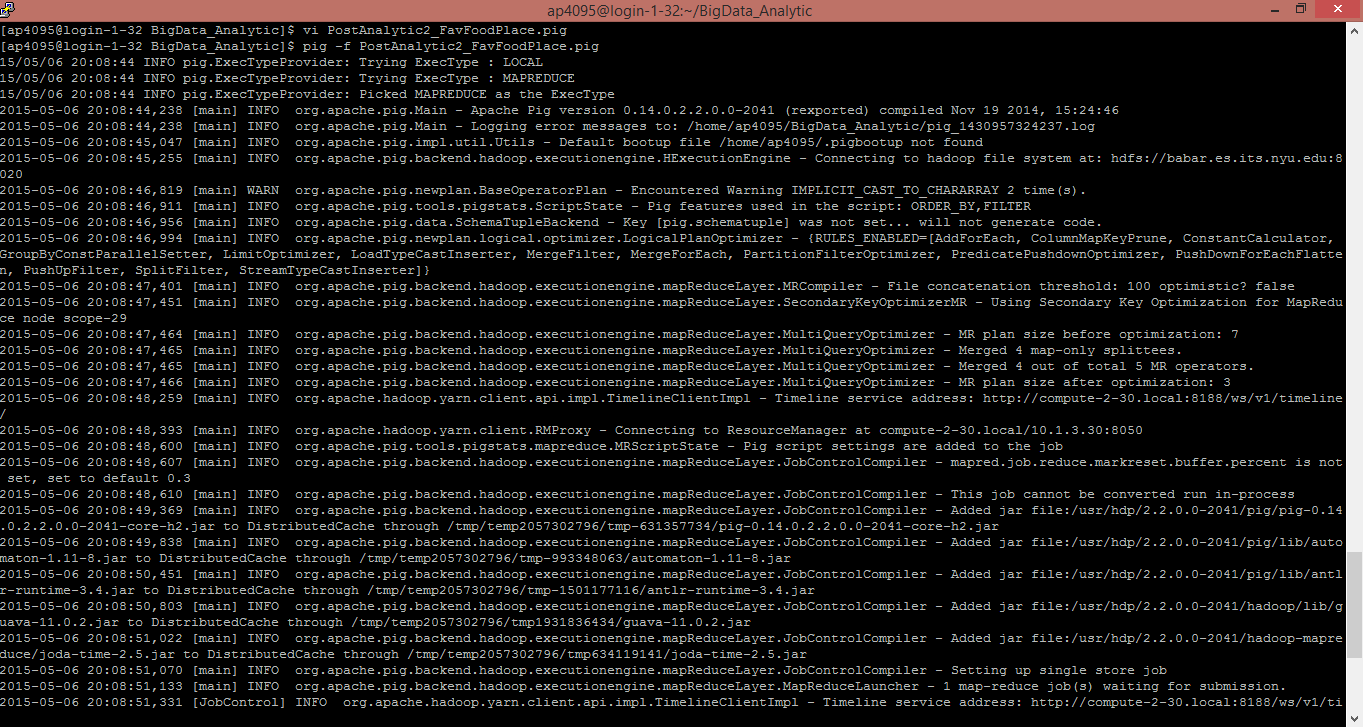 ap4095@login-1-32:~/BigData_Analytic
[ap4095@login-1-32 BigData_Analytic]$ vi PostAnalytic2_FavFoodPlace.pig
[ap4095@login-1-32 BigData_Analytic]$ pig -f PostAnalytic2_FavFoodPlace.pig
15/05/06 20:08:44 INFO pig.ExecTypeProvider: Trying ExecType : LOCAL
15/05/06 20:08:44 INFO pig.ExecTypeProvider: Trying ExecType : MAPREDUCE
15/05/06 20:08:44 INFO pig.ExecTypeProvider: Picked MAPREDUCE as the ExecType
2015-05-06 20:08:44,238 [main] INFO  org.apache.pig.Main - Apache Pig version 0.14.0.2.2.0.0-2041 (rexported) compiled Nov 19 2014, 15:24:46
2015-05-06 20:08:44,238 [main] INFO  org.apache.pig.Main - Logging error messages to: /home/ap4095/BigData_Analytic/pig_1430957324237.log
2015-05-06 20:08:45,047 [main] INFO  org.apache.pig.impl.util.Utils - Default bootup file /home/ap4095/.pigbootup not found
2015-05-06 20:08:45,255 [main] INFO  org.apache.pig.backend.hadoop.executionengine.HExecutionEngine - Connecting to hadoop file system at: hdfs://babar.es.its.nyu.edu:8
020
2015-05-06 20:08:46,819 [main] WARN  org.apache.pig.newplan.BaseOperatorPlan - Encountered Warning IMPLICIT_CAST_TO_CHARARRAY 2 time(s).
2015-05-06 20:08:46,911 [main] INFO  org.apache.pig.tools.pigstats.ScriptState - Pig features used in the script: ORDER_BY,FILTER
2015-05-06 20:08:46,956 [main] INFO  org.apache.pig.data.SchemaTupleBackend - Key [pig.schematuple] was not set... will not generate code.
2015-05-06 20:08:46,994 [main] INFO  org.apache.pig.newplan.logical.optimizer.LogicalPlanOptimizer - {RULES_ENABLED=[AddForEach, ColumnMapKeyPrune, ConstantCalculator,
GroupByConstParallelSetter, LimitOptimizer, LoadTypeCastInserter, MergeFilter, MergeForEach, PartitionFilterOptimizer, PredicatePushdownOptimizer, PushDownForEachFlatte
n, PushUpFilter, SplitFilter, StreamTypeCastInserter]}
2015-05-06 20:08:47,401 [main] INFO  org.apache.pig.backend.hadoop.executionengine.mapReduceLayer.MRCompiler - File concatenation threshold: 100 optimistic? false
2015-05-06 20:08:47,451 [main] INFO  org.apache.pig.backend.hadoop.executionengine.mapReduceLayer.SecondaryKeyOptimizerMR - Using Secondary Key Optimization for MapRedu
ce node scope-29
2015-05-06 20:08:47,464 [main] INFO  org.apache.pig.backend.hadoop.executionengine.mapReduceLayer.MultiQueryOptimizer - MR plan size before optimization: 7
2015-05-06 20:08:47,465 [main] INFO  org.apache.pig.backend.hadoop.executionengine.mapReduceLayer.MultiQueryOptimizer - Merged 4 map-only splittees.
2015-05-06 20:08:47,465 [main] INFO  org.apache.pig.backend.hadoop.executionengine.mapReduceLayer.MultiQueryOptimizer - Merged 4 out of total 5 MR operators.
2015-05-06 20:08:47,466 [main] INFO  org.apache.pig.backend.hadoop.executionengine.mapReduceLayer.MultiQueryOptimizer - MR plan size after optimization: 3
2015-05-06 20:08:48,259 [main] INFO  org.apache.hadoop.yarn.client.api.impl.TimelineClientImpl - Timeline service address: http://compute-2-30.local:8188/ws/v1/timeline
/
2015-05-06 20:08:48,393 [main] INFO  org.apache.hadoop.yarn.client.RMProxy - Connecting to ResourceManager at compute-2-30.local/10.1.3.30:8050
2015-05-06 20:08:48,600 [main] INFO  org.apache.pig.tools.pigstats.mapreduce.MRScriptState - Pig script settings are added to the job
2015-05-06 20:08:48,607 [main] INFO  org.apache.pig.backend.hadoop.executionengine.mapReduceLayer.JobControlCompiler - mapred.job.reduce.markreset.buffer.percent is not
 set, set to default 0.3
2015-05-06 20:08:48,610 [main] INFO  org.apache.pig.backend.hadoop.executionengine.mapReduceLayer.JobControlCompiler - This job cannot be converted run in-process
2015-05-06 20:08:49,369 [main] INFO  org.apache.pig.backend.hadoop.executionengine.mapReduceLayer.JobControlCompiler - Added jar file:/usr/hdp/2.2.0.0-2041/pig/pig-0.14
.0.2.2.0.0-2041-core-h2.jar to DistributedCache through /tmp/temp2057302796/tmp-631357734/pig-0.14.0.2.2.0.0-2041-core-h2.jar
2015-05-06 20:08:49,838 [main] INFO  org.apache.pig.backend.hadoop.executionengine.mapReduceLayer.JobControlCompiler - Added jar file:/usr/hdp/2.2.0.0-2041/pig/lib/auto
maton-1.11-8.jar to DistributedCache through /tmp/temp2057302796/tmp-993348063/automaton-1.11-8.jar
2015-05-06 20:08:50,451 [main] INFO  org.apache.pig.backend.hadoop.executionengine.mapReduceLayer.JobControlCompiler - Added jar file:/usr/hdp/2.2.0.0-2041/pig/lib/antl
r-runtime-3.4.jar to DistributedCache through /tmp/temp2057302796/tmp-1501177116/antlr-runtime-3.4.jar
2015-05-06 20:08:50,803 [main] INFO  org.apache.pig.backend.hadoop.executionengine.mapReduceLayer.JobControlCompiler - Added jar file:/usr/hdp/2.2.0.0-2041/hadoop/lib/g
uava-11.0.2.jar to DistributedCache through /tmp/temp2057302796/tmp1931836434/guava-11.0.2.jar
2015-05-06 20:08:51,022 [main] INFO  org.apache.pig.backend.hadoop.executionengine.mapReduceLayer.JobControlCompiler - Added jar file:/usr/hdp/2.2.0.0-2041/hadoop-mapre
duce/joda-time-2.5.jar to DistributedCache through /tmp/temp2057302796/tmp634119141/joda-time-2.5.jar
2015-05-06 20:08:51,070 [main] INFO  org.apache.pig.backend.hadoop.executionengine.mapReduceLayer.JobControlCompiler - Setting up single store job
2015-05-06 20:08:51,133 [main] INFO  org.apache.pig.backend.hadoop.executionengine.mapReduceLayer.MapReduceLauncher - 1 map-reduce job(s) waiting for submission.
2015-05-06 20:08:51,331 [JobControl] INFO  org.apache.hadoop.yarn.client.api.impl.TimelineClientImpl - Timeline service address: http://compute-2-30.local:8188/ws/v1/ti